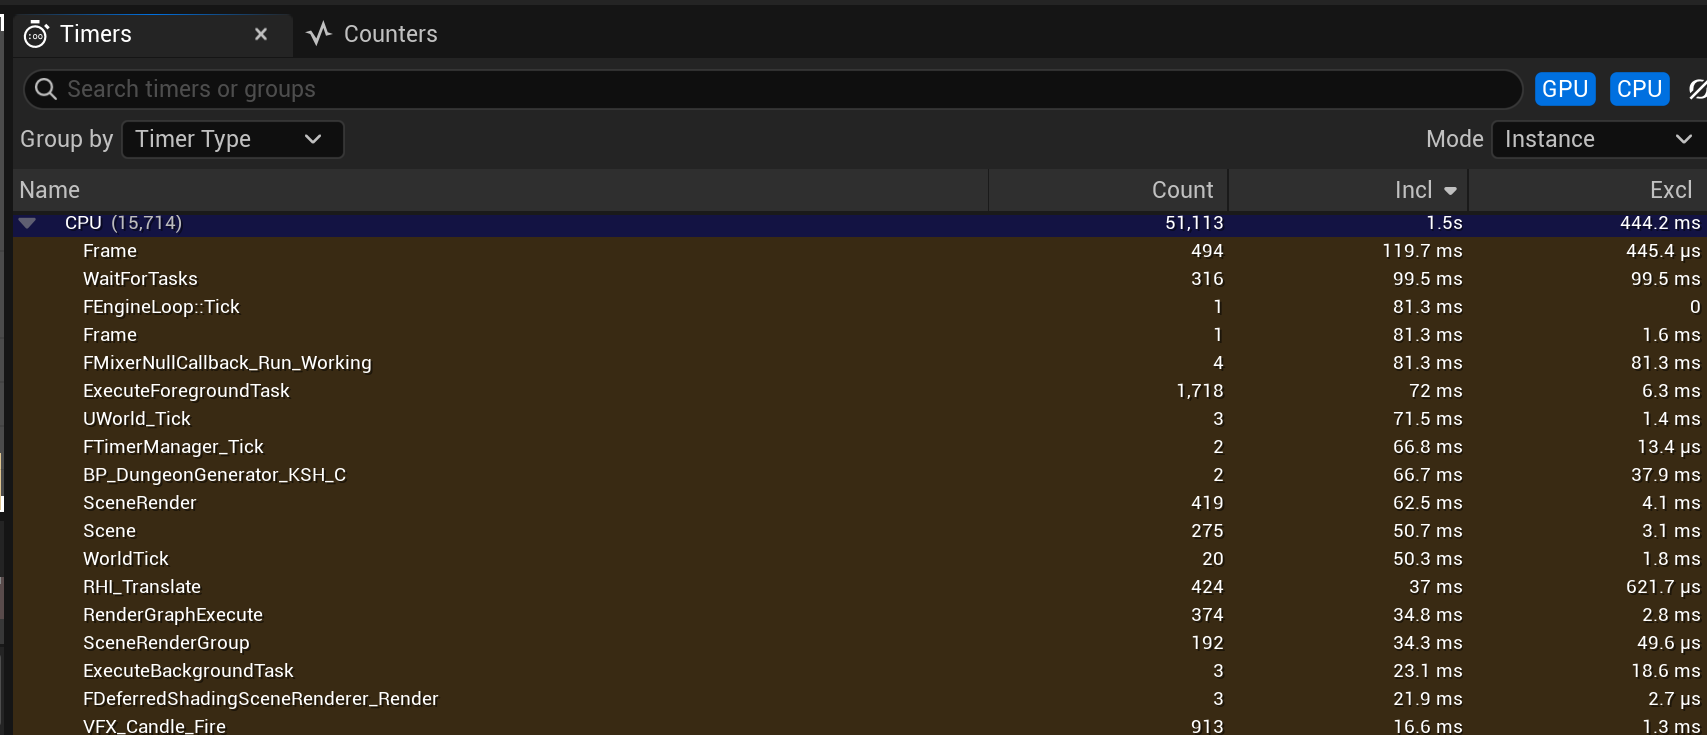 Timers × Counters
Search timers or groups GPU CPU
Group by Timer Type Mode Instance
Name Count Incl Excl
CPU (15,714) 51,113 1.5s 444.2 ms
Frame 494 119.7 ms 445.4 µs
WaitForTasks 316 99.5 ms 99.5 ms
FEngineLoop::Tick 1 81.3 ms 0
Frame 1 81.3 ms 1.6 ms
FMixerNullCallback_Run_Working 4 81.3 ms 81.3 ms
ExecuteForegroundTask 1,718 72 ms 6.3 ms
UWorld_Tick 3 71.5 ms 1.4 ms
FTimerManager_Tick 2 66.8 ms 13.4 µs
BP_DungeonGenerator_KSH_C 2 66.7 ms 37.9 ms
SceneRender 419 62.5 ms 4.1 ms
Scene 275 50.7 ms 3.1 ms
WorldTick 20 50.3 ms 1.8 ms
RHI_Translate 424 37 ms 621.7 µs
RenderGraphExecute 374 34.8 ms 2.8 ms
SceneRenderGroup 192 34.3 ms 49.6 µs
ExecuteBackgroundTask 3 23.1 ms 18.6 ms
FDeferredShadingSceneRenderer_Render 3 21.9 ms 2.7 µs
VFX_Candle_Fire 913 16.6 ms 1.3 ms